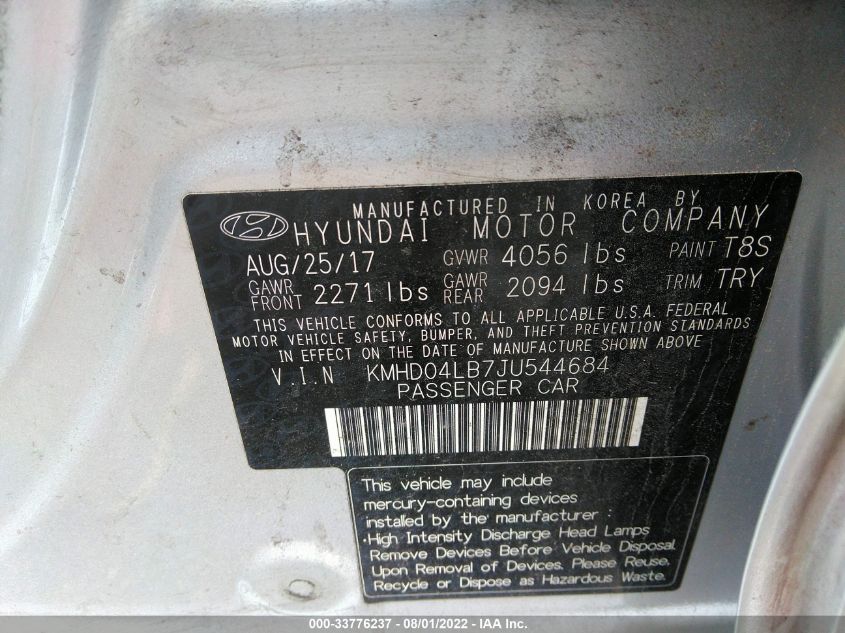 MANUFACTURED IN KOREA BY
HYUNDAI MOTOR COMPANY
AUG/25/17 GVWR 4056 lbs PAINT T8S
GAWR FRONT 2271 lbs GAWR REAR 2094 lbs TRIM TRY
THIS VEHICLE CONFORMS TO ALL APPLICABLE U.S.A. FEDERAL
MOTOR VEHICLE SAFETY, BUMPER, AND THEFT PREVENTION STANDARDS
IN EFFECT ON THE DATE OF MANUFACTURE SHOWN ABOVE
V.I.N KMHD04LB7JU544684
PASSENGER CAR
This vehicle may include
mercury-containing devices
installed by the manufacturer :
•High Intensity Discharge Head Lamps
Remove Devices Before Vehicle Disposal.
Upon Removal of Devices. Please Reuse,
Recycle or Dispose as Hazardous Waste.
000-33776237 - 08/01/2022 - IAA Inc.